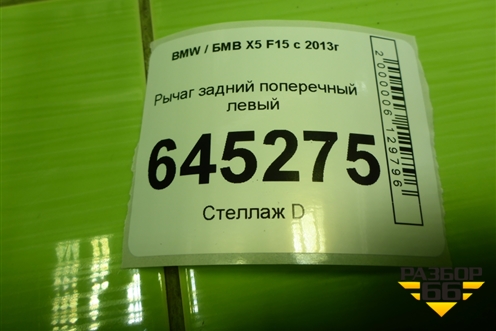 BMW / БМВ X5 F15 с 2013г
Рычаг задний поперечный
левый
645275
Стеллаж D
2000006129796
РАЗБОР
66